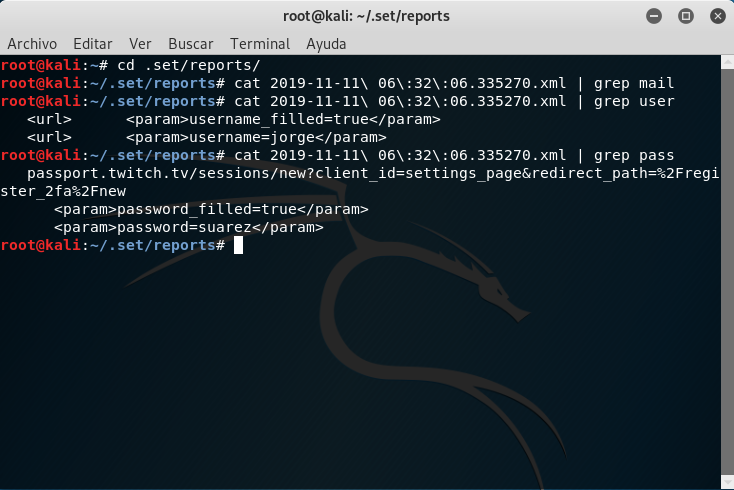 root@kali: ~/.set/reports
Archivo Editar Ver Buscar Terminal Ayuda
root@kali:~# cd .set/reports/
root@kali:~/.set/reports# cat 2019-11-11\ 06\:32\:06.335270.xml | grep mail
root@kali:~/.set/reports# cat 2019-11-11\ 06\:32\:06.335270.xml | grep user
   <url>      <param>username_filled=true</param>
   <url>      <param>username=jorge</param>
root@kali:~/.set/reports# cat 2019-11-11\ 06\:32\:06.335270.xml | grep pass
   passport.twitch.tv/sessions/new?client_id=settings_page&redirect_path=%2Fregi
ster_2fa%2Fnew
      <param>password_filled=true</param>
      <param>password=suarez</param>
root@kali:~/.set/reports#